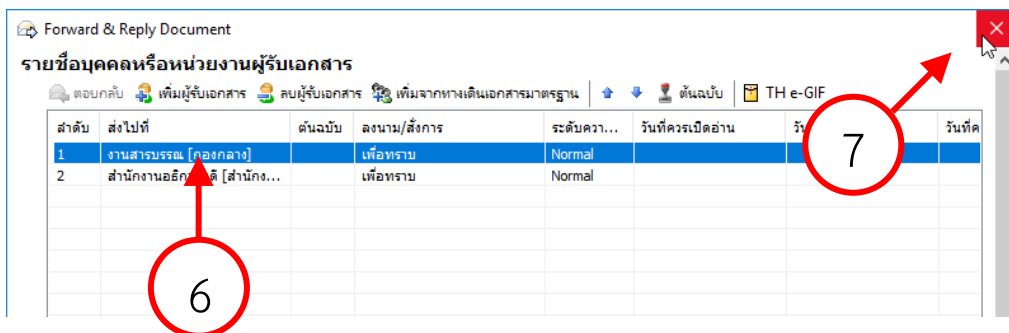 Forward & Reply Document
รายชื่อบุคคลหรือหน่วยงานผู้รับเอกสาร
ตอบกลับ เพิ่มผู้รับเอกสาร ลบผู้รับเอกสาร เพิ่มจากทางเดินเอกสารมาตรฐาน ต้นฉบับ TH e-GIF
ลำดับ ส่งไปที่ ต้นฉบับ ลงนาม/สั่งการ ระดับควา... วันที่ควรเปิดอ่าน วันที่ค
1 งานสารบรรณ [กองกลาง] เพื่อทราบ Normal
2 [สำนักง... เพื่อทราบ Normal
7
6